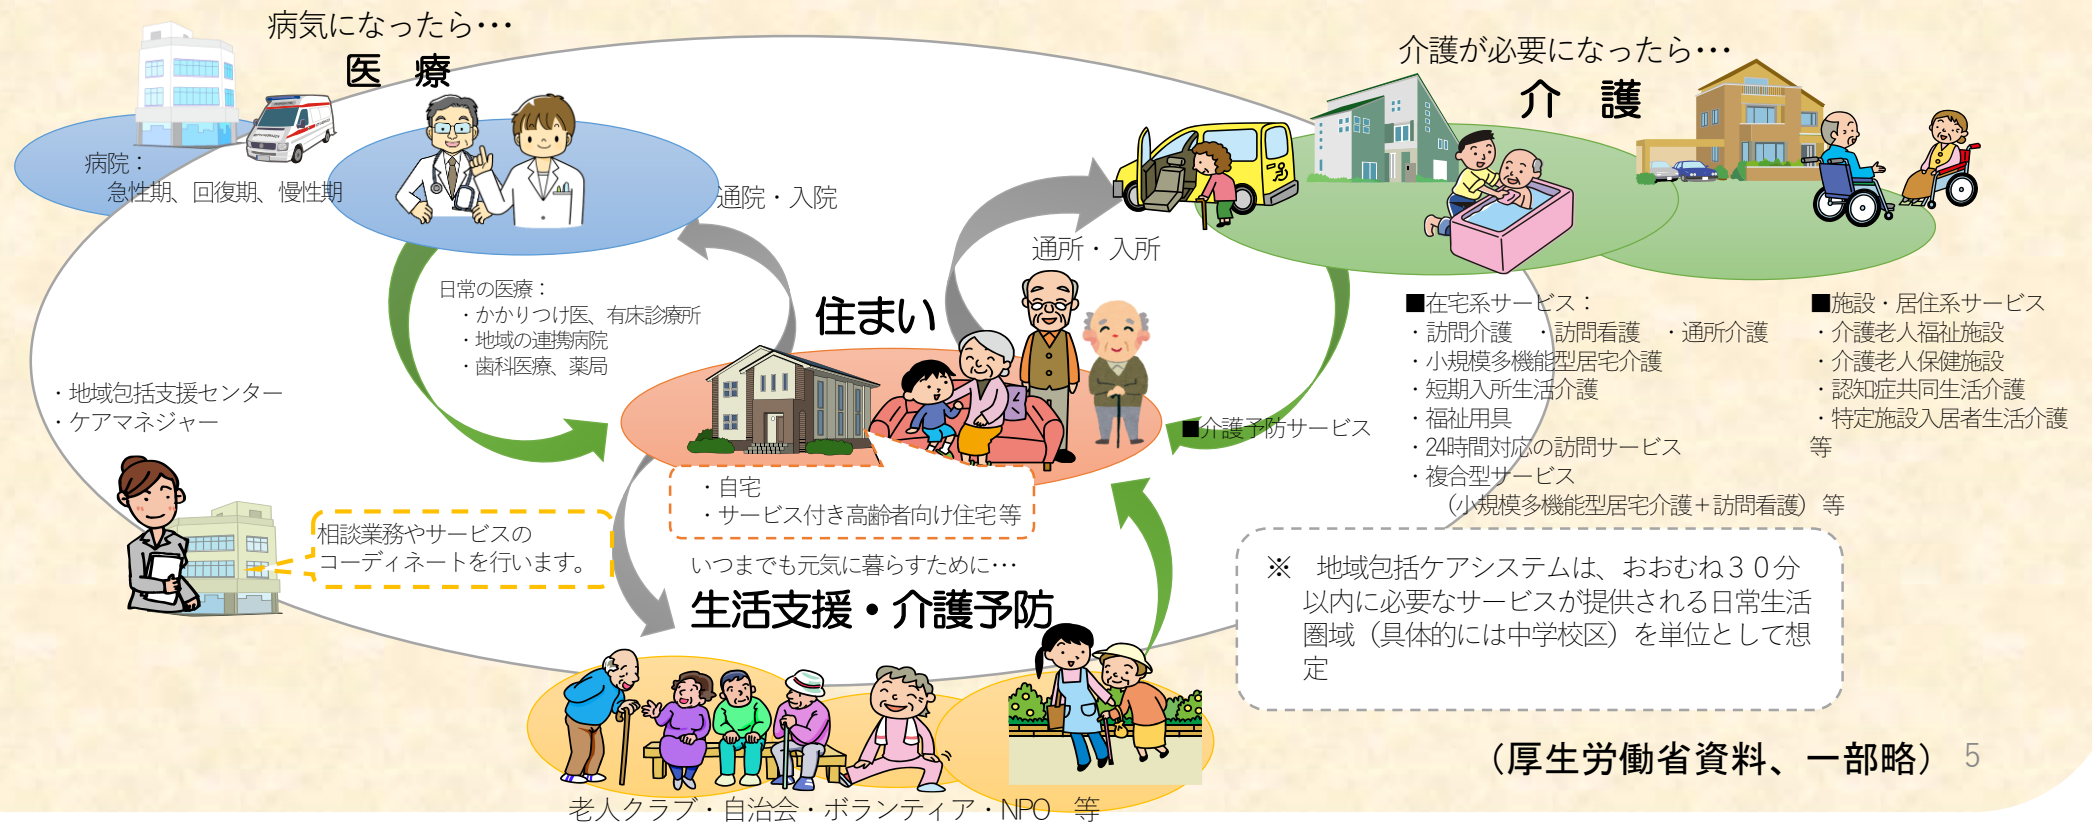 病気になったら･･･
医　療
病院：
急性期、回復期、慢性期
通院・入院
日常の医療：
・かかりつけ医、有床診療所
・地域の連携病院
・歯科医療、薬局
介護が必要になったら･･･
介　護
通所・入所
■在宅系サービス：
・訪問介護　・訪問看護　・通所介護
・小規模多機能型居宅介護
・短期入所生活介護
・福祉用具
・24時間対応の訪問サービス
・複合型サービス
（小規模多機能型居宅介護＋訪問看護） 等
■介護予防サービス
■施設・居住系サービス
・介護老人福祉施設
・介護老人保健施設
・認知症共同生活介護
・特定施設入居者生活介護
等
住まい
・自宅
・サービス付き高齢者向け住宅 等
・地域包括支援センター
・ケアマネジャー
相談業務やサービスの
コーディネートを行います。
いつまでも元気に暮らすために･･･
生活支援・介護予防
老人クラブ・自治会・ボランティア・NPO　等
※　地域包括ケアシステムは、おおむね３０分
以内に必要なサービスが提供される日常生活
圏域（具体的には中学校区）を単位として想
定
（厚生労働省資料、一部略）
5